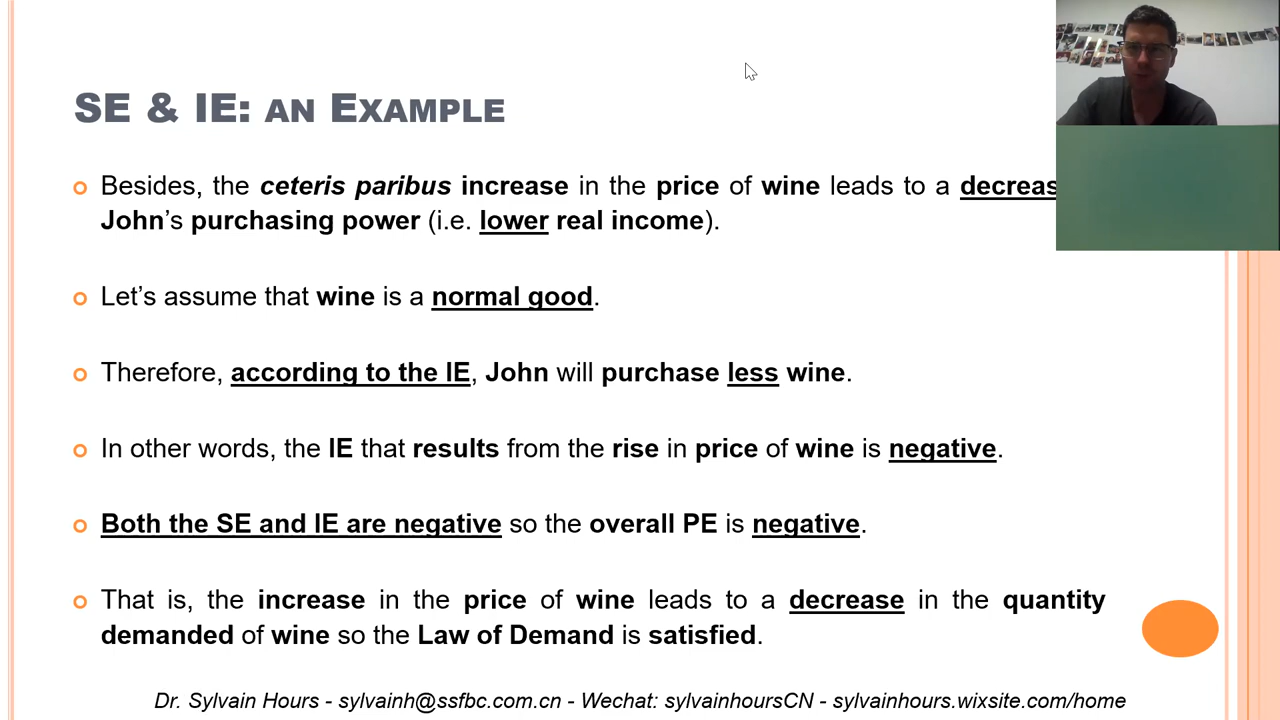 SE & IE: AN EXAMPLE
Besides, the ceteris paribus increase in the price of wine leads to a
John's purchasing power (i.e. lower real income).
Let's assume that wine is a normal good.
Therefore, according to the IE, John will purchase less wine.
In other words, the IE that results from the rise in price of wine is negative.
Both the SE and IE are negative so the overall PE is negative.
That is, the increase in the price of wine leads to a decrease in the quantity
demanded of wine so the Law of Demand is satisfied.
Dr. Sylvain Hours - sylvainh@ssfbc.com.cn - Wechat: sylvainhoursCN - sylvainhours.wixsite.com/home